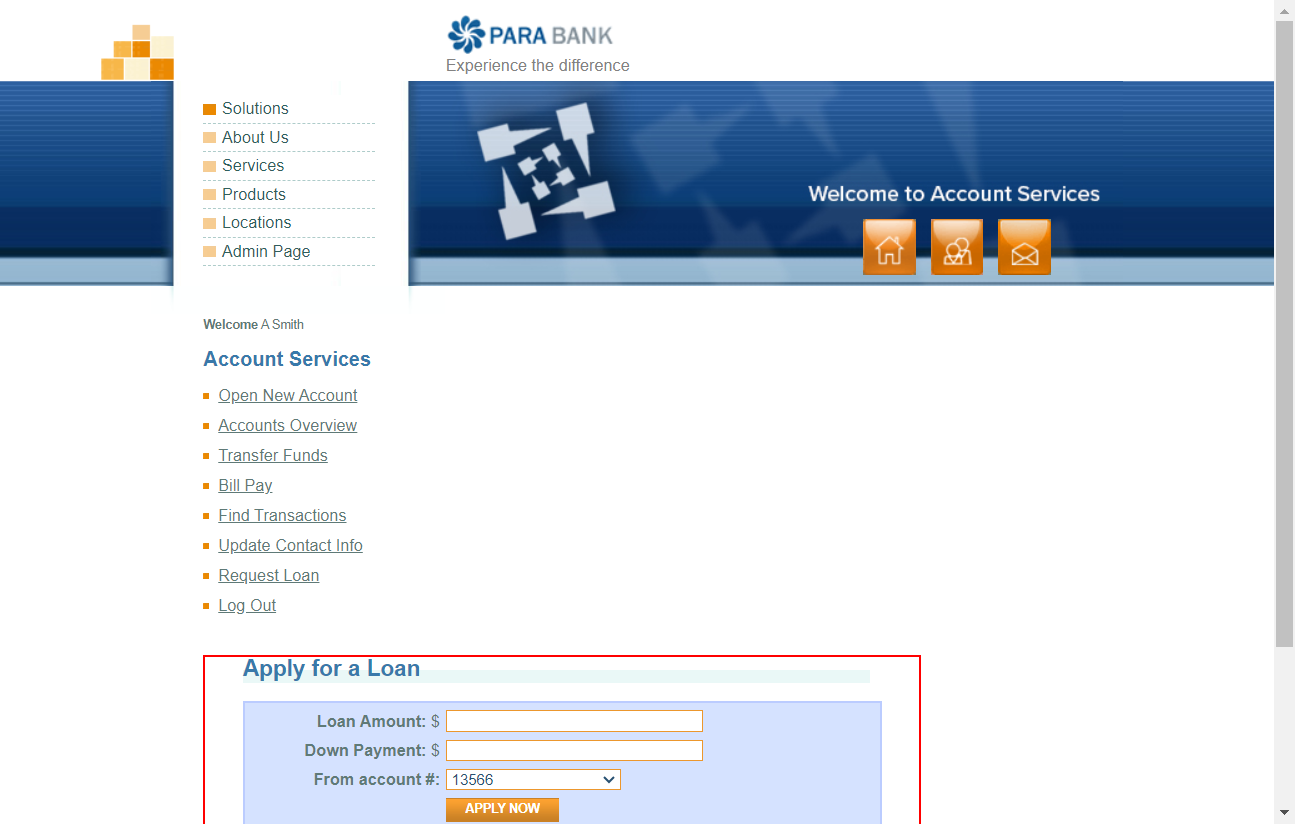 PARA BANK
Experience the difference
Solutions
About Us
Services
Products
Locations
Admin Page
Welcome to Account Services
Welcome A Smith
Account Services
Open New Account
Accounts Overview
Transfer Funds
Bill Pay
Find Transactions
Update Contact Info
Request Loan
Log Out
Apply for a Loan
Loan Amount: $
Down Payment: $
From account #: 13566
APPLY NOW